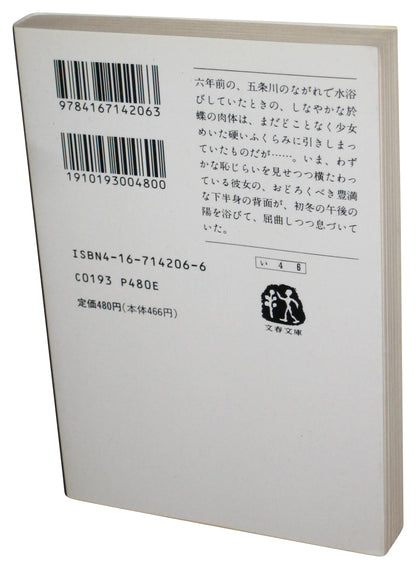 9784167142063
1910193004800
ISBN4-16-714206-6
C0193 P480E
定価480円(本体466円)
六年前の、五条川のながれで水浴
びしていたときの、しなやかな於
蝶の肉体は、まだどことなく少女
めいた硬いふくらみに引きしまっ
ていたものだが……。いま、わず
かな恥じらいを見せつつ横たわっ
ている彼女の、おどろくべき豊満
な下半身の背面が、初冬の午後の
陽を浴びて、屈曲しつつ息づいて
いた。
い 4 6
文春文庫